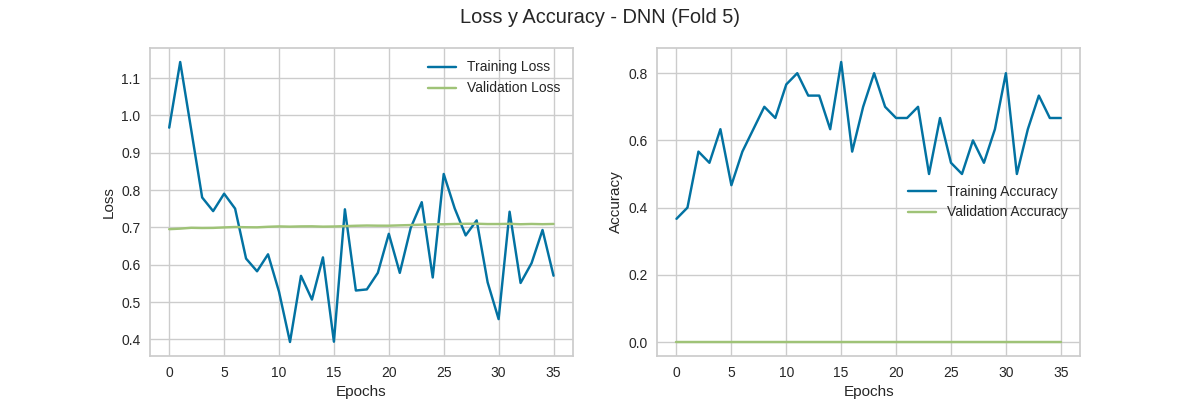 Loss y Accuracy - DNN (Fold 5)
Training Loss
Validation Loss
1.1
1.0
0.9
0.8
0.7
0.6
0.5
0.4
Loss
0 5 10 15 20 25 30 35
Epochs
Training Accuracy
Validation Accuracy
0.8
0.6
0.4
0.2
0.0
Accuracy
0 5 10 15 20 25 30 35
Epochs